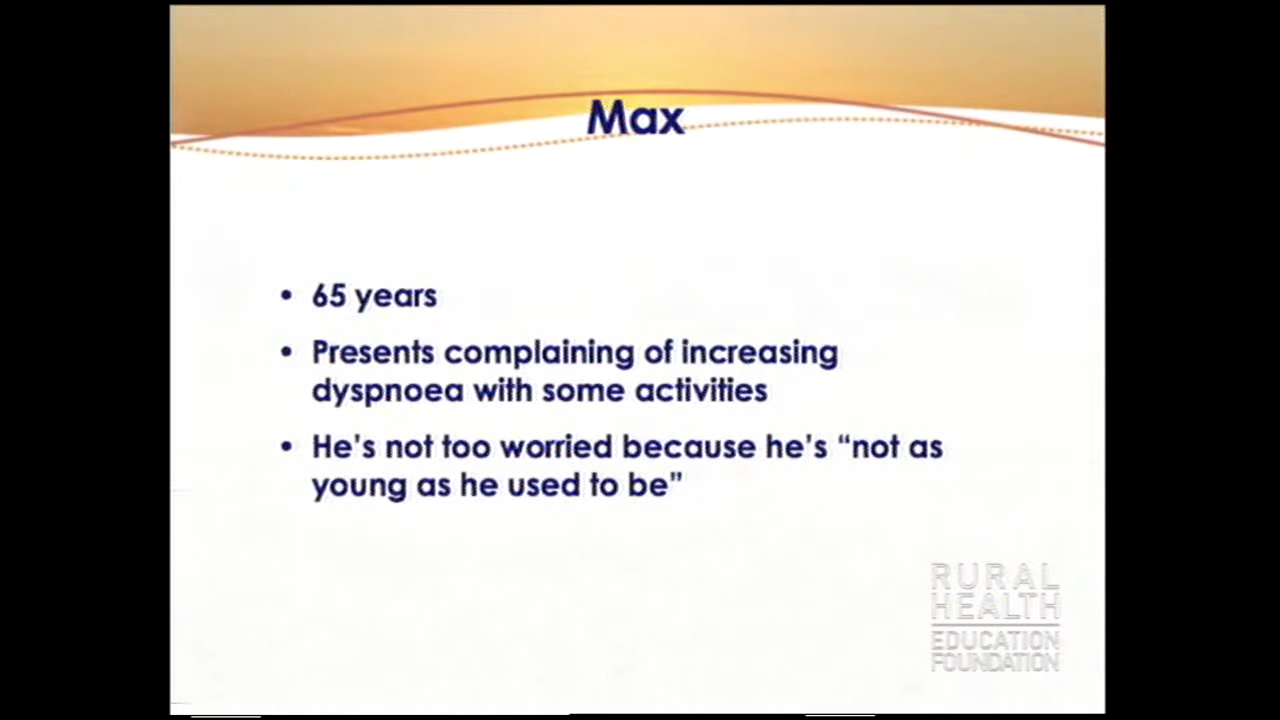 Max
• 65 years
• Presents complaining of increasing
dyspnoea with some activities
• He's not too worried because he's “not as
young as he used to be”
RURAL
HEALTH
EDUCATION
FOUNDATION